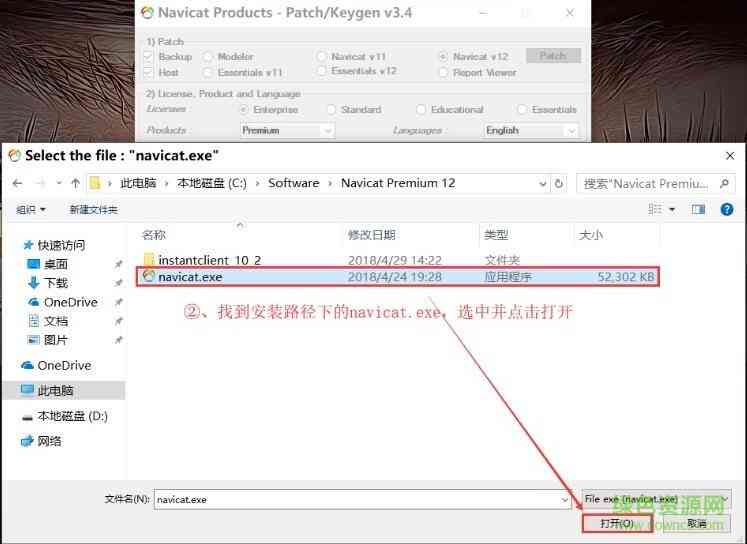 Navicat Products - Patch/Keygen v3.4
1) Patch
Backup Modeler Navicat v11 Navicat v12 Patch
Host Essentials v11 Essentials v12 Report Viewer
2) License, Product and Language
Licenses: Enterprise Standard Educational Essentials
Products Premium Languages: English
Select the file : "navicat.exe"
此电脑 > 本地磁盘 (C:) > Software > Navicat Premium 12
搜索"Navicat Premiu...
组织 新建文件夹
名称 修改日期 类型 大小
快速访问
桌面
下载
OneDrive
文档
图片
OneDrive
此电脑
本地磁盘 (D:)
网络
instantclient_10_2 2018/4/29 14:22 文件夹
navicat.exe 2018/4/24 19:28 应用程序 52,302 KB
②、找到安装路径下的navicat.exe，选中并点击打开
文件名(N): navicat.exe File exe (navicat.exe)
打开(O) 取消
绿色资源网
www.downcc.com